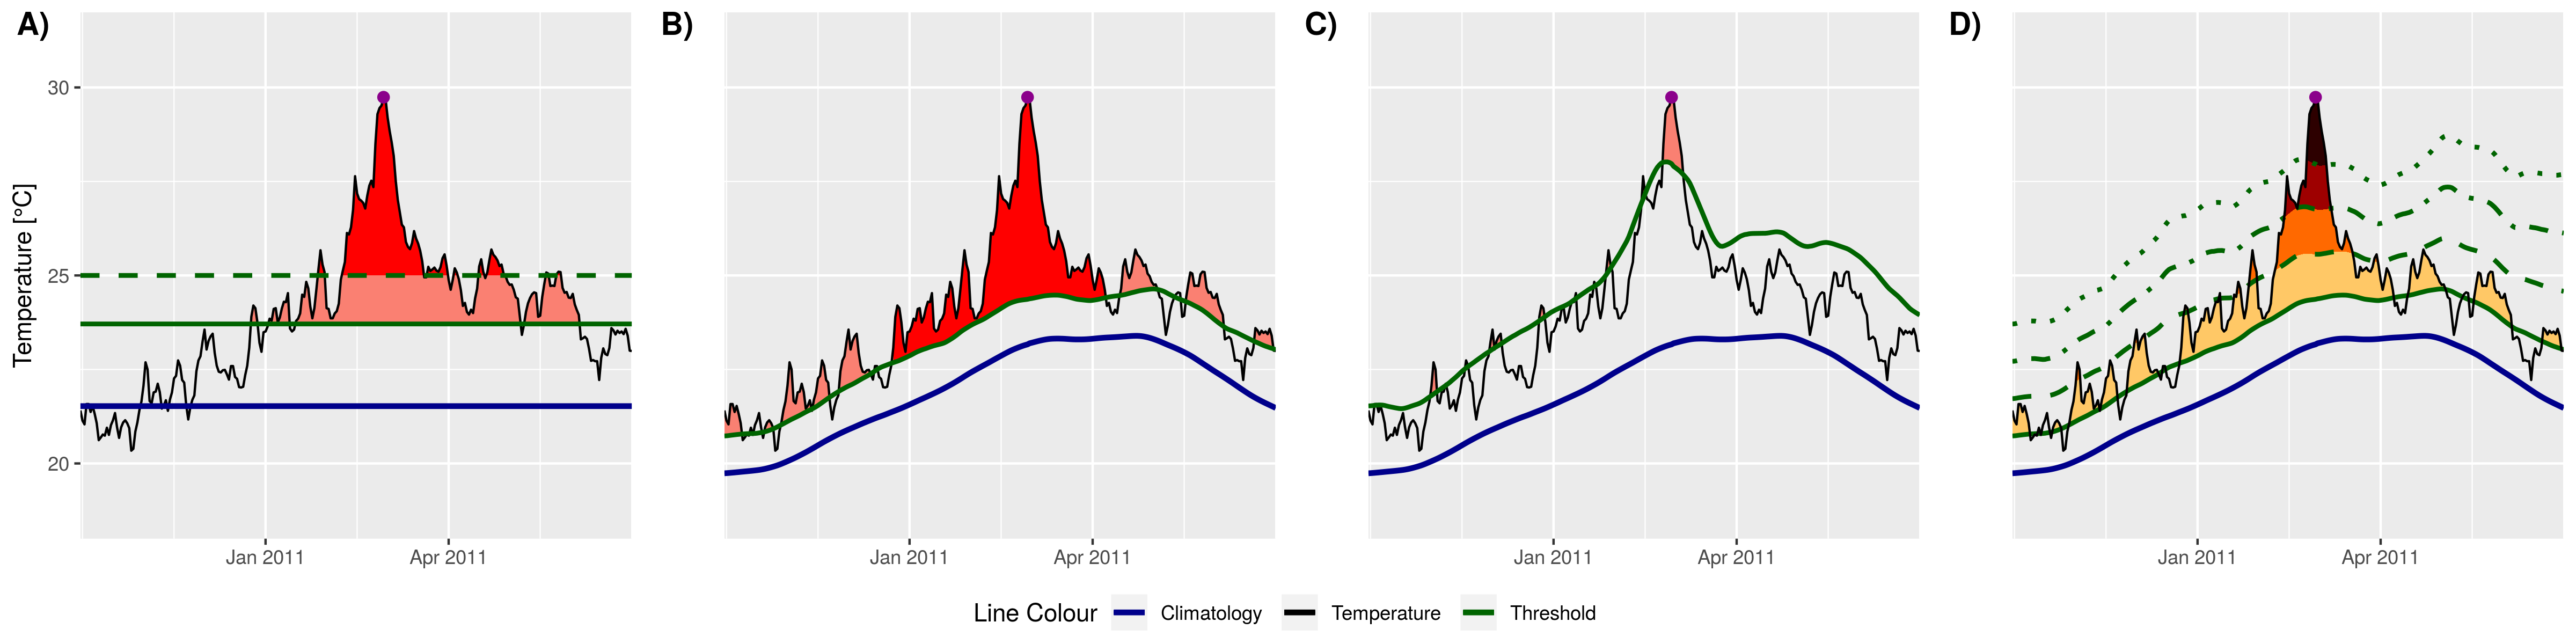 A) B) C) D)
Temperature [°C]
30
25
20
Jan 2011 Apr 2011 Jan 2011 Apr 2011 Jan 2011 Apr 2011 Jan 2011 Apr 2011
Line Colour Climatology Temperature Threshold